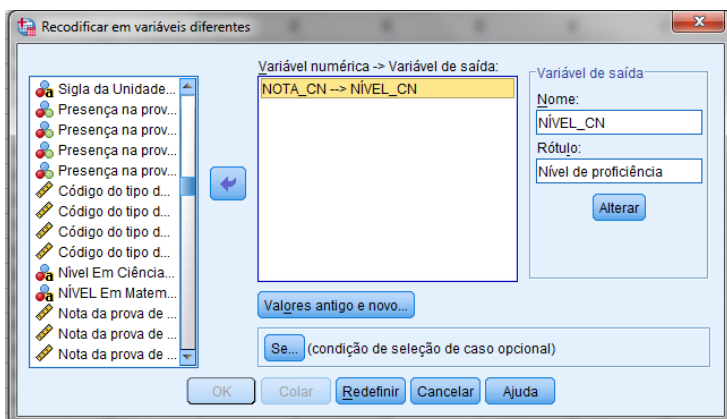 Recodificar em variáveis diferentes
x
Sigla da Unidade...
Presença na prov...
Presença na prov...
Presença na prov...
Presença na prov...
Código do tipo d...
Código do tipo d...
Código do tipo d...
Código do tipo d...
Nivel Em Ciência...
NÍVEL Em Matem...
Nota da prova de ...
Nota da prova de ...
Nota da prova de ...
Variável numérica -> Variável de saída:
NOTA_CN --> NÍVEL_CN
Variável de saída
Nome:
NÍVEL_CN
Rótulo:
Nível de proficiência
Alterar
Valores antigo e novo...
Se... (condição de seleção de caso opcional)
OK Colar Redefinir Cancelar Ajuda